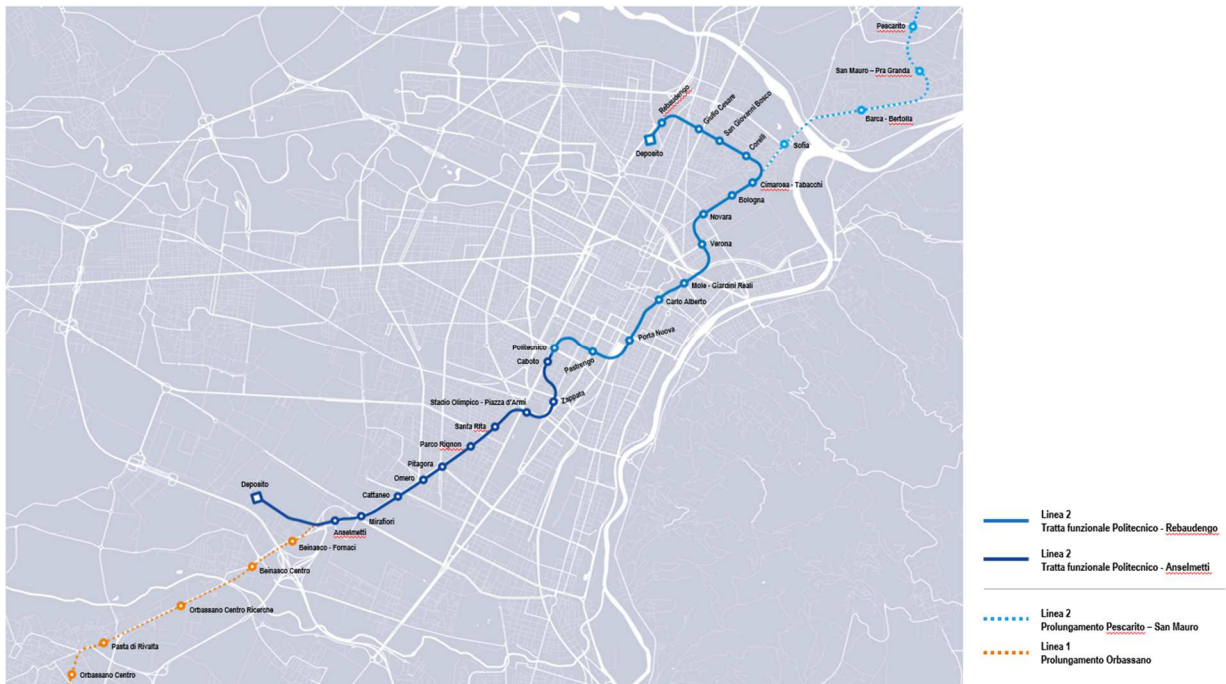 Pescarito
San Mauro – Pra Granda
Barca - Bertolla
Sofia
Rebaudengo
Giulio Cesare
San Giovanni Bosco
Corelli
Deposito
Cimarosa - Tabacchi
Bologna
Novara
Verona
Mole - Giardini Reali
Carlo Alberto
Porta Nuova
Politecnico
Pastrengo
Caboto
Zappata
Stadio Olimpico - Piazza d'Armi
Santa Rita
Parco Rignon
Pitagora
Omero
Cattaneo
Deposito
Mirafiori
Anselmetti
Beinasco - Fornaci
Beinasco Centro
Orbassano Centro Ricerche
Pasta di Rivalta
Orbassano Centro
Linea 2
Tratta funzionale Politecnico - Rebaudengo
Linea 2
Tratta funzionale Politecnico - Anselmetti
Linea 2
Prolungamento Pescarito – San Mauro
Linea 1
Prolungamento Orbassano